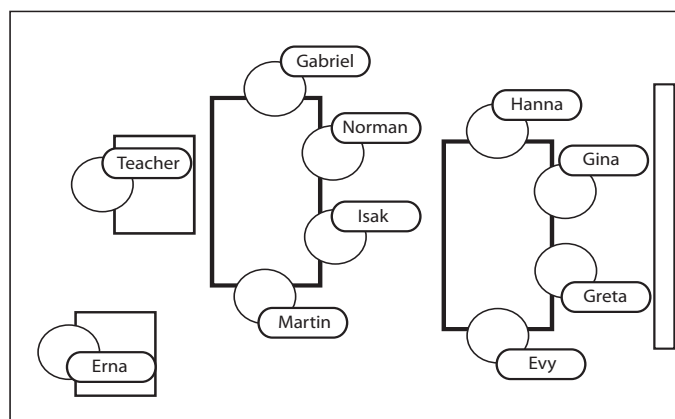 Gabriel
Hanna
Norman
Teacher
Gina
Isak
Greta
Martin
Evy
Erna